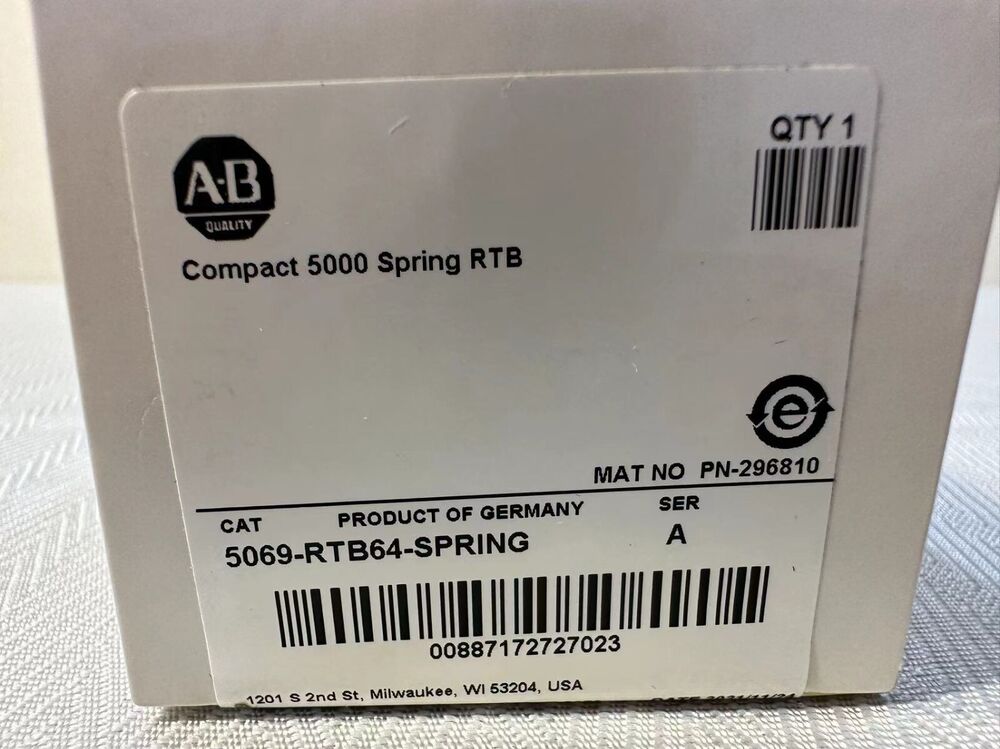 A·B
QUALITY
QTY 1
Compact 5000 Spring RTB
e
MAT NO PN-296810
CAT PRODUCT OF GERMANY SER
5069-RTB64-SPRING A
00887172727023
1201 S 2nd St, Milwaukee, WI 53204, USA